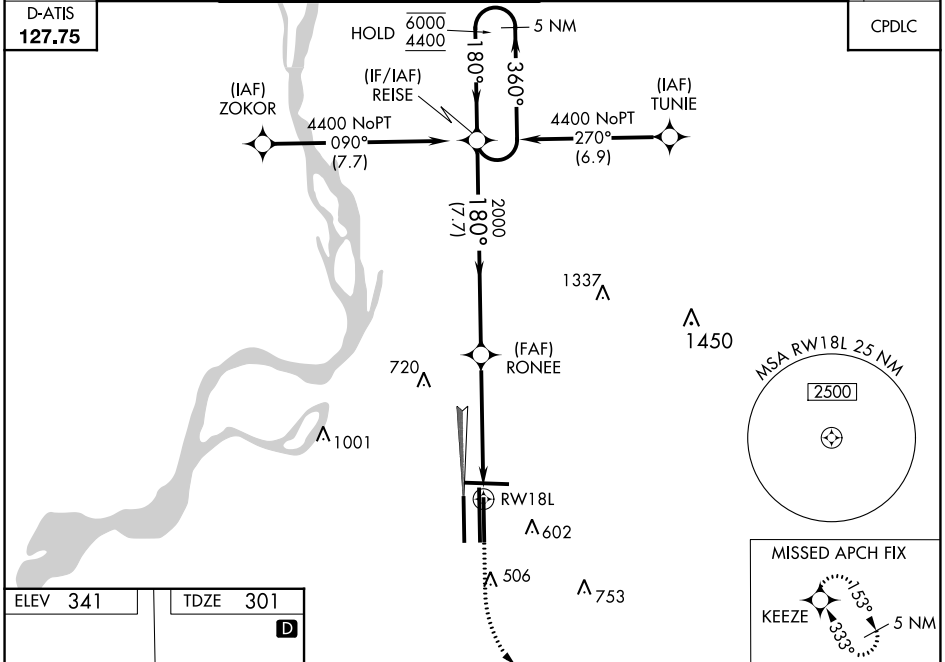 D-ATIS
127.75
CPDLC
HOLD
6000
4400
5 NM
180°
360°
(IAF)
ZOKOR
(IF/IAF)
REISE
(IAF)
TUNIE
4400 NoPT
090°
(7.7)
4400 NoPT
270°
(6.9)
2000
180°
(7.7)
1337
1450
(FAF)
RONEE
720
1001
MSA RW18L 25 NM
2500
RW18L
602
506
753
MISSED APCH FIX
KEEZE
153°
333°
5 NM
ELEV 341
TDZE 301
D